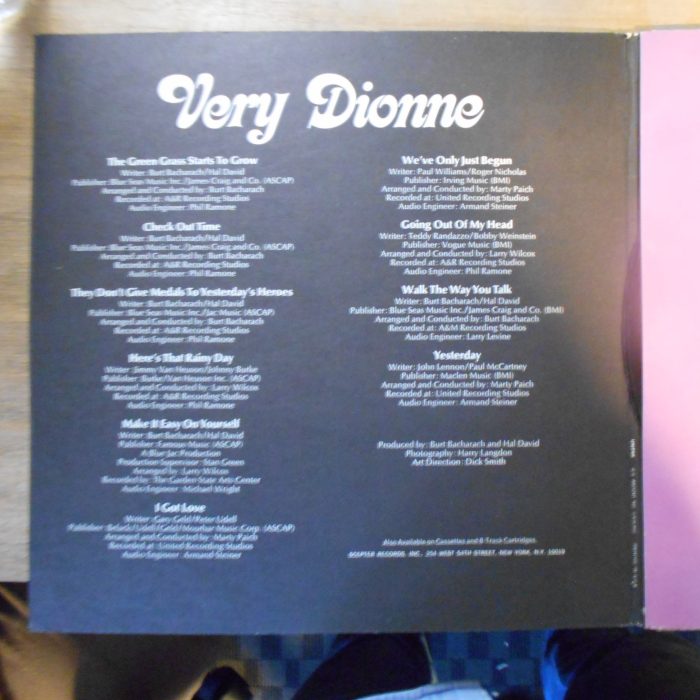 Very Dionne
The Green Grass Starts To Grow
Writer: Burt Bacharach/Hal David
Publisher: Blue Seas Music Inc./James Craig and Co. (ASCAP)
Arranged and Conducted by: Burt Bacharach
Recorded at: A&R Recording Studios
Audio Engineer: Phil Ramone
Check Out Time
Writer: Burt Bacharach/Hal David
Publisher: Blue Seas Music Inc./James Craig and Co. (ASCAP)
Arranged and Conducted by: Burt Bacharach
Recorded at: A&R Recording Studios
Audio Engineer: Phil Ramone
They Don't Give Medals To Yesterday's Heroes
Writer: Burt Bacharach/Hal David
Publisher: Blue Seas Music Inc./Jac Music (ASCAP)
Arranged and Conducted by: Burt Bacharach
Recorded at: A&R Recording Studios
Audio Engineer: Phil Ramone
Here's That Rainy Day
Writer: Jimmy Van Heusen/Johnny Burke
Publisher: Burke/Van Heusen Inc. (ASCAP)
Arranged and Conducted by: Larry Wilcox
Recorded at: A&R Recording Studios
Audio Engineer: Phil Ramone
Make It Easy On Yourself
Writer: Burt Bacharach/Hal David
Publisher: Famous Music (ASCAP)
A Blue Jac Production
Production Supervisor: Stan Green
Arranged by: Larry Wilcox
Recorded by: The Garden State Arts Center
Audio Engineer: Michael Wright
I Got Love
Writer: Gary Geld/Peter Udell
Publisher: Belack/Udell/Geld/Mourbar Music Corp. (ASCAP)
Arranged and Conducted by: Marty Paich
Recorded at: United Recording Studios
Audio Engineer: Armand Steiner
We've Only Just Begun
Writer: Paul Williams/Roger Nicholas
Publisher: Irving Music (BMI)
Arranged and Conducted by: Marty Paich
Recorded at: United Recording Studios
Audio Engineer: Armand Steiner
Going Out Of My Head
Writer: Teddy Randazzo/Bobby Weinstein
Publisher: Vogue Music (BMI)
Arranged and Conducted by: Larry Wilcox
Recorded at: A&R Recording Studios
Audio Engineer: Phil Ramone
Walk The Way You Talk
Writer: Burt Bacharach/Hal David
Publisher: Blue Seas Music Inc./James Craig and Co. (BMI)
Arranged and Conducted by: Burt Bacharach
Recorded at: A&M Recording Studios
Audio Engineer: Larry Levine
Yesterday
Writer: John Lennon/Paul McCartney
Publisher: Maclen Music (BMI)
Arranged and Conducted by: Marty Paich
Recorded at: United Recording Studios
Audio Engineer: Armand Steiner
Produced by: Burt Bacharach and Hal David
Photography: Harry Langdon
Art Direction: Dick Smith
Also Available on Cassettes and 8-Track Cartridges.
SCEPTER RECORDS, INC. 254 WEST 54TH STREET, NEW YORK, N.Y. 10019